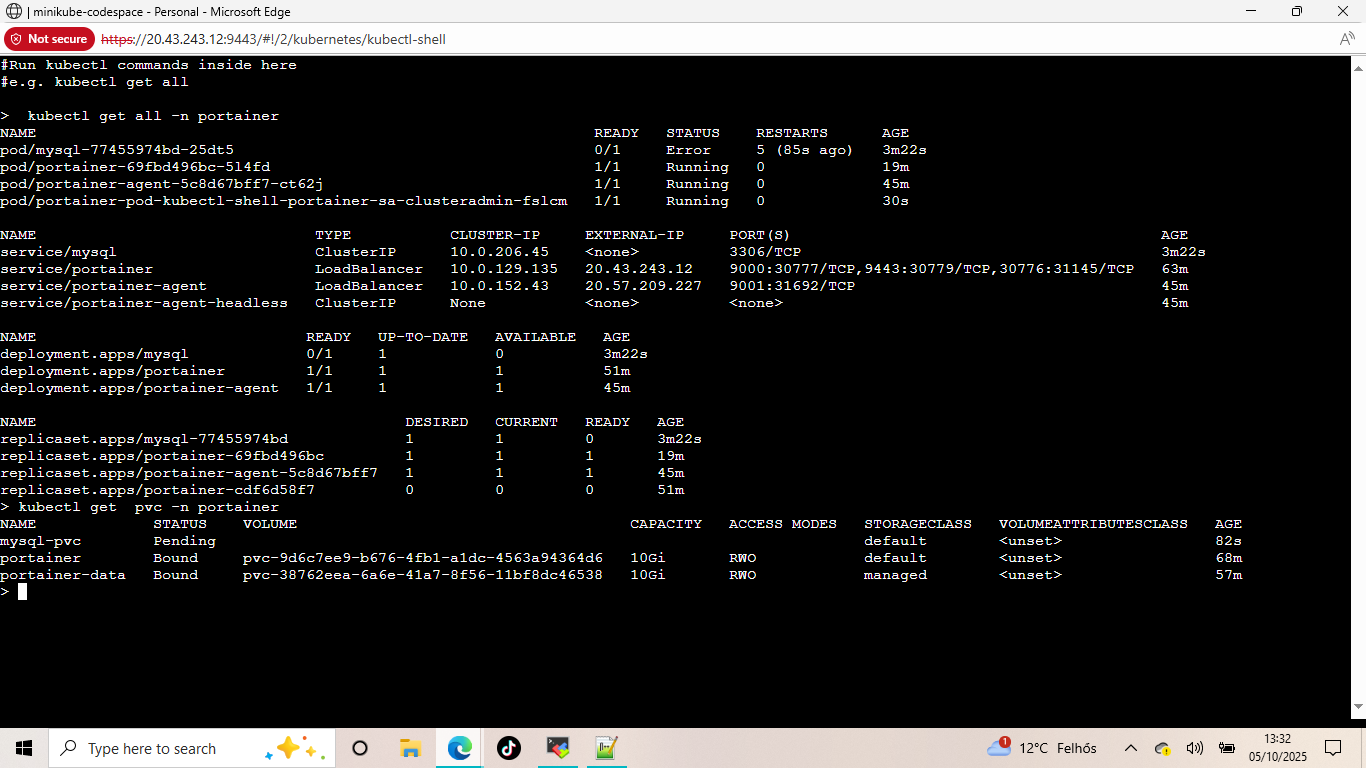 | minikube-codespace - Personal - Microsoft Edge
Not secure https://20.43.243.12:9443/#!/2/kubernetes/kubectl-shell
#Run kubectl commands inside here
#e.g. kubectl get all
>  kubectl get all -n portainer
NAME READY STATUS RESTARTS AGE
pod/mysql-77455974bd-25dt5 0/1 Error 5 (85s ago) 3m22s
pod/portainer-69fbd496bc-5l4fd 1/1 Running 0 19m
pod/portainer-agent-5c8d67bff7-ct62j 1/1 Running 0 45m
pod/portainer-pod-kubectl-shell-portainer-sa-clusteradmin-fslcm 1/1 Running 0 30s
NAME TYPE CLUSTER-IP EXTERNAL-IP PORT(S) AGE
service/mysql ClusterIP 10.0.206.45 <none> 3306/TCP 3m22s
service/portainer LoadBalancer 10.0.129.135 20.43.243.12 9000:30777/TCP,9443:30779/TCP,30776:31145/TCP 63m
service/portainer-agent LoadBalancer 10.0.152.43 20.57.209.227 9001:31692/TCP 45m
service/portainer-agent-headless ClusterIP None <none> <none> 45m
NAME READY UP-TO-DATE AVAILABLE AGE
deployment.apps/mysql 0/1 1 0 3m22s
deployment.apps/portainer 1/1 1 1 51m
deployment.apps/portainer-agent 1/1 1 1 45m
NAME DESIRED CURRENT READY AGE
replicaset.apps/mysql-77455974bd 1 1 0 3m22s
replicaset.apps/portainer-69fbd496bc 1 1 1 19m
replicaset.apps/portainer-agent-5c8d67bff7 1 1 1 45m
replicaset.apps/portainer-cdf6d58f7 0 0 0 51m
> kubectl get  pvc -n portainer
NAME STATUS VOLUME CAPACITY ACCESS MODES STORAGECLASS VOLUMEATTRIBUTESCLASS AGE
mysql-pvc Pending default <unset> 82s
portainer Bound pvc-9d6c7ee9-b676-4fb1-a1dc-4563a94364d6 10Gi RWO default <unset> 68m
portainer-data Bound pvc-38762eea-6a6e-41a7-8f56-11bf8dc46538 10Gi RWO managed <unset> 57m
>
Type here to search 1 12°C Felhős 13:32
05/10/2025